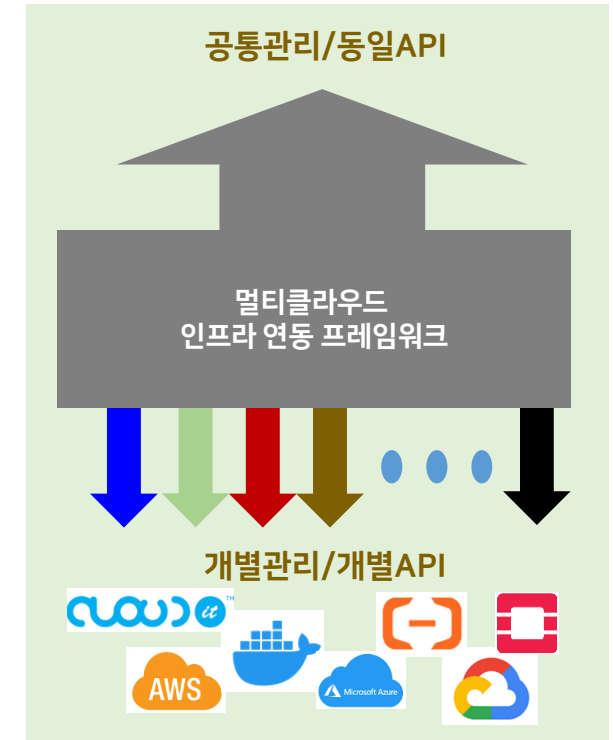 공통관리/동일API
멀티클라우드
인프라 연동 프레임워크
개별관리/개별API
CLOUD it TM
AWS
Microsoft Azure